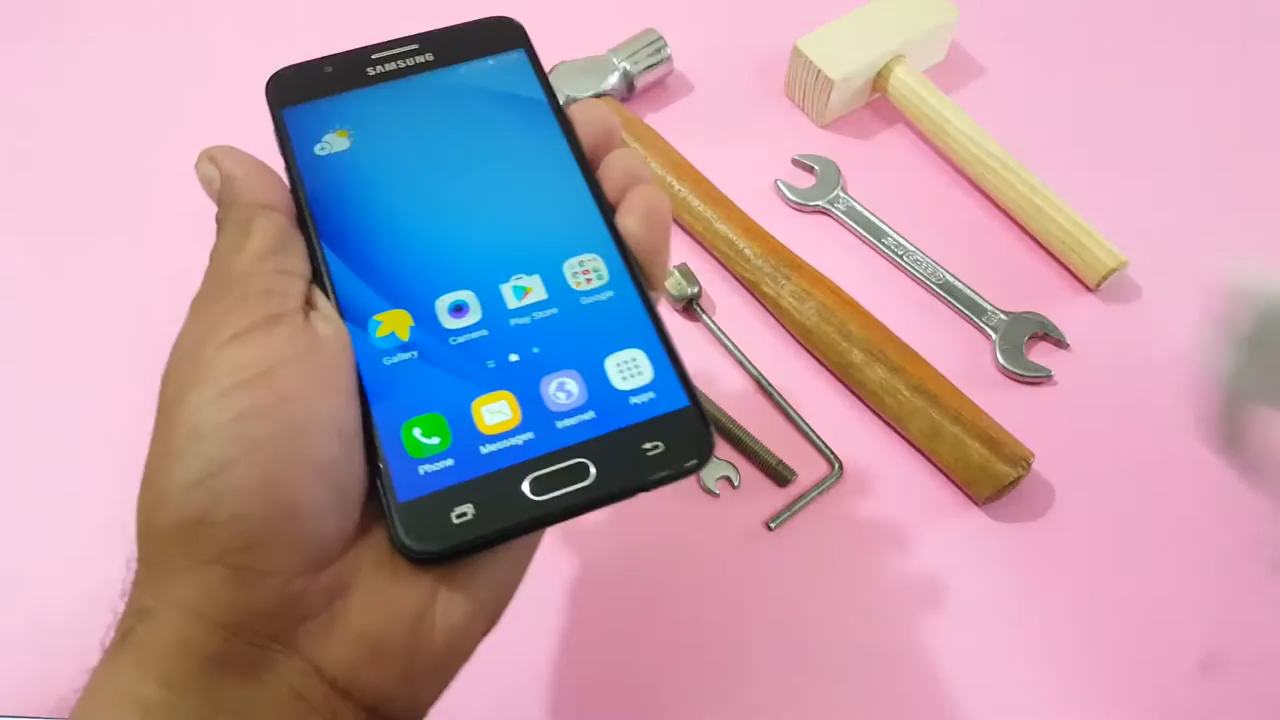 SAMSUNG
Gallery
Camera
Play Store
Google
Phone
Messages
Internet
Apps